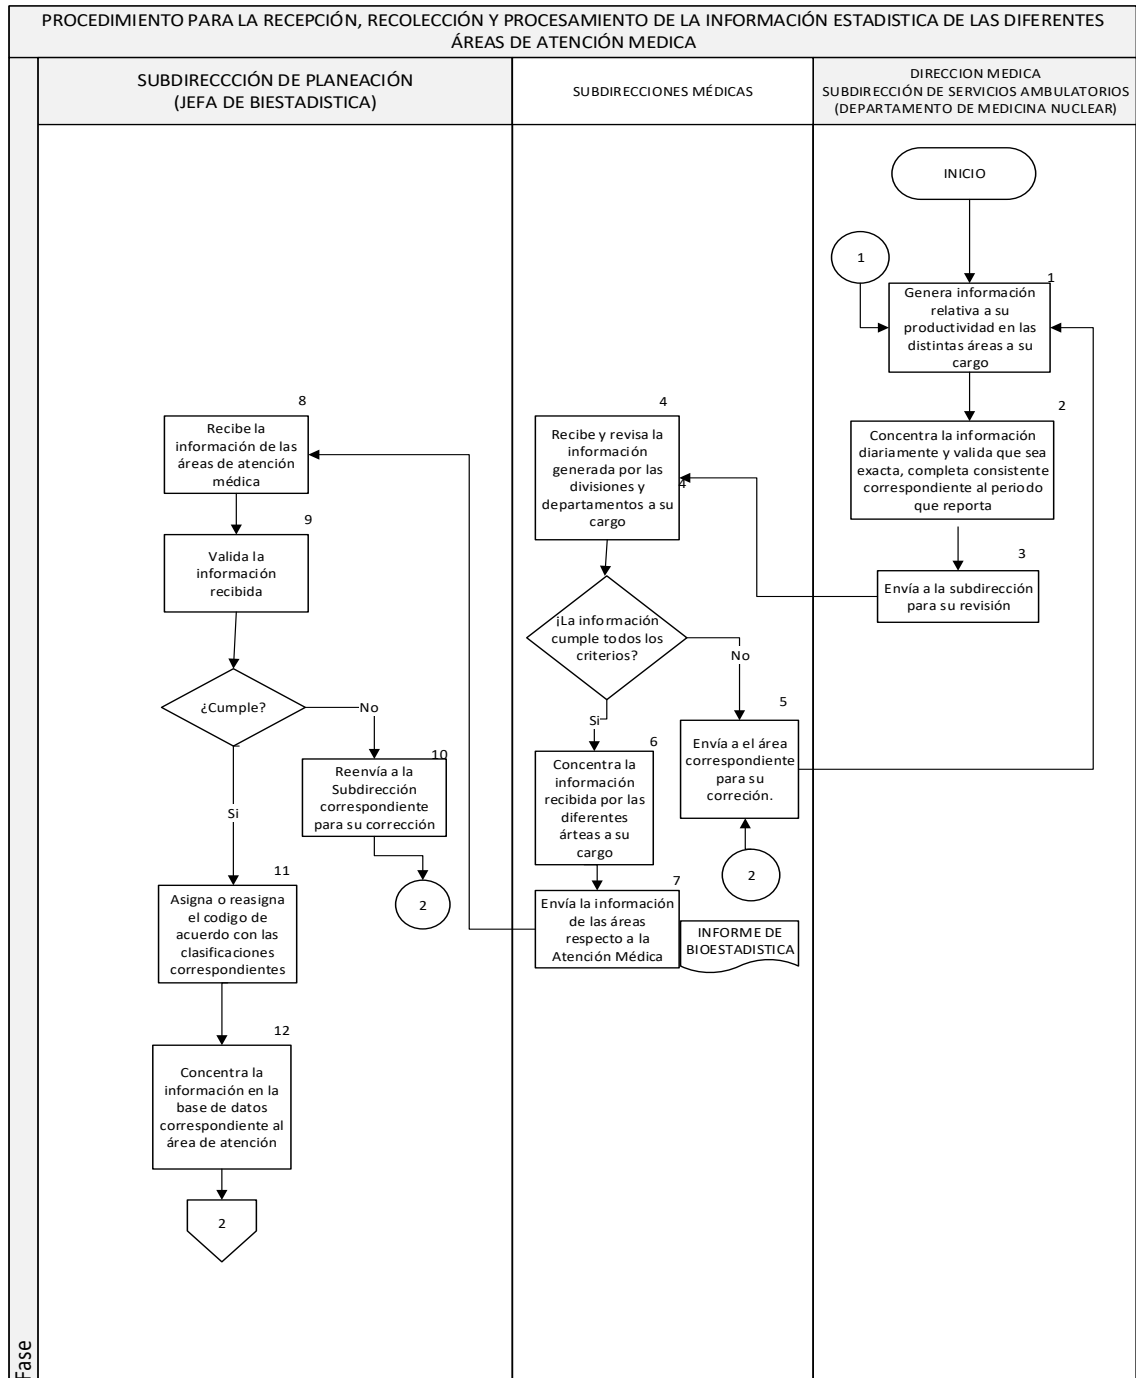 PROCEDIMIENTO PARA LA RECEPCIÓN, RECOLECCIÓN Y PROCESAMIENTO DE LA INFORMACIÓN ESTADISTICA DE LAS DIFERENTES
ÁREAS DE ATENCIÓN MEDICA
SUBDIRECCCIÓN DE PLANEACIÓN
(JEFA DE BIESTADISTICA)
SUBDIRECCIONES MÉDICAS
DIRECCION MEDICA
SUBDIRECCIÓN DE SERVICIOS AMBULATORIOS
(DEPARTAMENTO DE MEDICINA NUCLEAR)
INICIO
1
1
Genera información
relativa a su
productividad en las
distintas áreas a su
cargo
2
Concentra la información
diariamente y valida que sea
exacta, completa consistente
correspondiente al periodo
que reporta
3
Envía a la subdirección
para su revisión
4
Recibe y revisa la
información
generada por las
divisiones y
departamentos a su
cargo
4
¡La información
cumple todos los
criterios?
No
Si
5
Envía a el área
correspondiente
para su
correción.
2
6
Concentra la
información
recibida por las
diferentes
árteas a su
cargo
7
Envía la información
de las áreas
respecto a la
Atención Médica
INFORME DE
BIOESTADISTICA
8
Recibe la
información de las
áreas de atención
médica
9
Valida la
información
recibida
¿Cumple?
No
Si
10
Reenvía a la
Subdirección
correspondiente
para su corrección
2
11
Asigna o reasigna
el codigo de
acuerdo con las
clasificaciones
correspondientes
12
Concentra la
información en la
base de datos
correspondiente al
área de atención
2
Fase